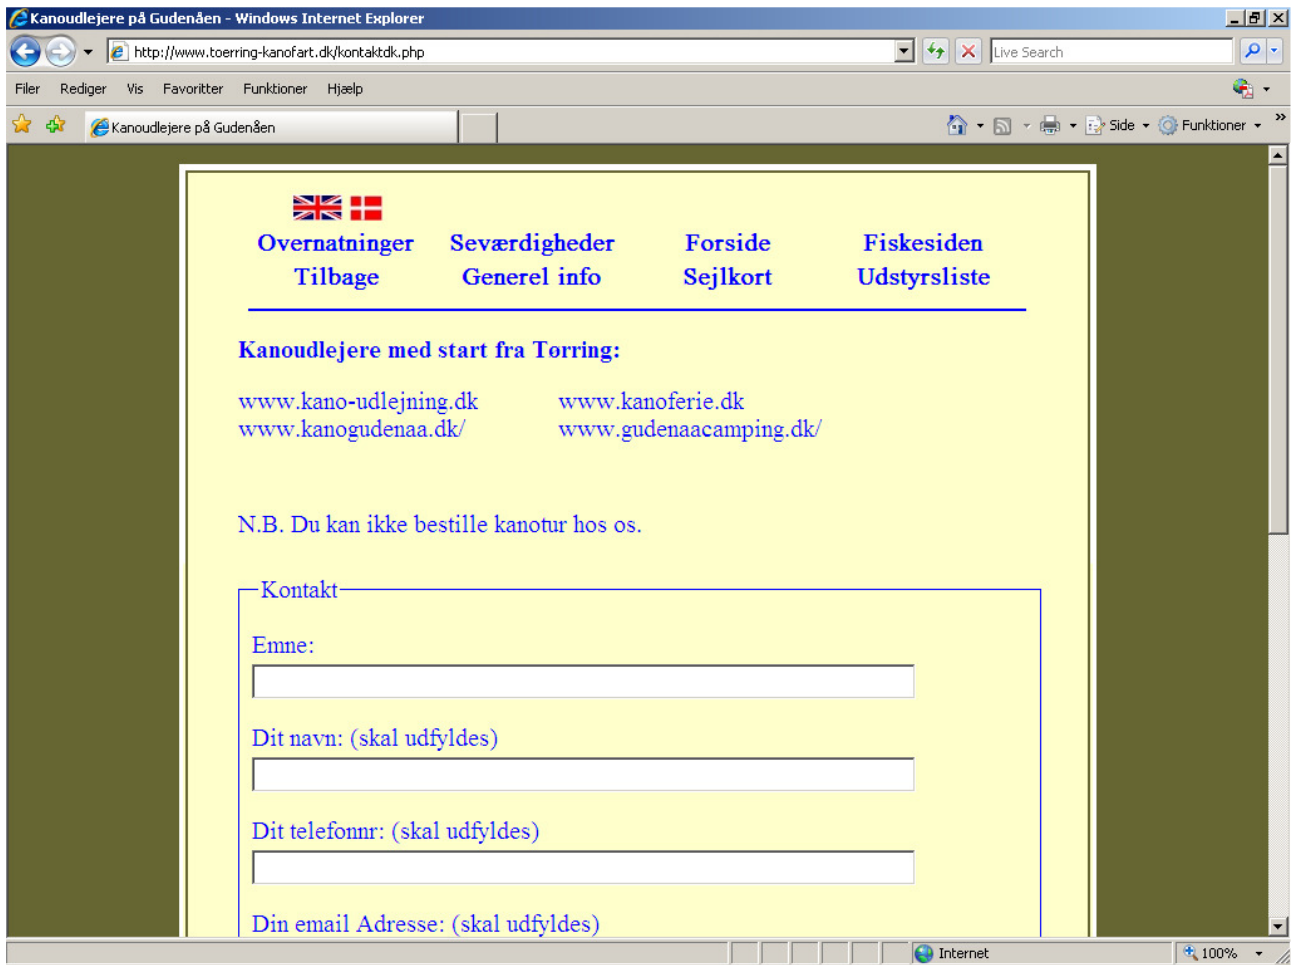 Kanoudlejere på Gudenåen - Windows Internet Explorer
http://www.toerring-kanofart.dk/kontaktdk.php
Live Search
Filer Rediger Vis Favoritter Funktioner Hjælp
Kanoudlejere på Gudenåen
Side Funktioner »
Overnatninger Seværdigheder Forside Fiskesiden
Tilbage Generel info Sejlkort Udstyrsliste
Kanoudlejere med start fra Tørring:
www.kano-udlejning.dk www.kanoferie.dk
www.kanogudenaa.dk/ www.gudenaacamping.dk/
N.B. Du kan ikke bestille kanotur hos os.
Kontakt
Emne:
Dit navn: (skal udfyldes)
Dit telefonnr: (skal udfyldes)
Din email Adresse: (skal udfyldes)
Internet 100%